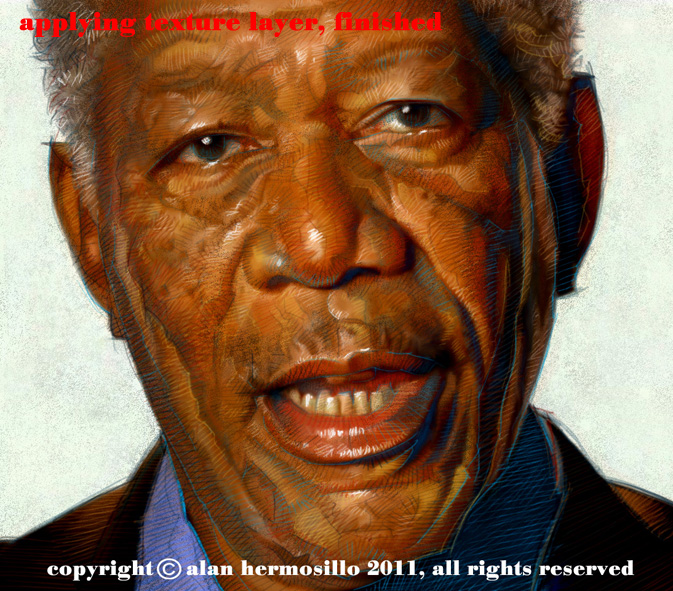 applying texture layer, finished
copyright©alan hermosillo 2011, all rights reserved